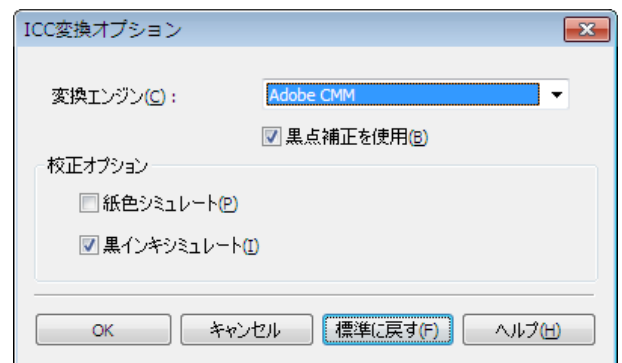 ICC変換オプション
変換エンジン(C)： Adobe CMM
黒点補正を使用(B)
校正オプション
紙色シミュレート(P)
黒インキシミュレート(I)
OK キャンセル 標準に戻す(F) ヘルプ(H)